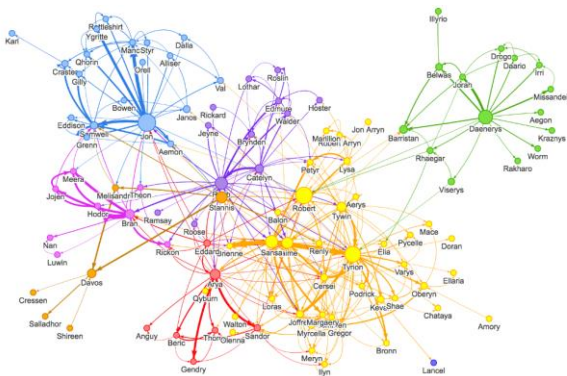 Illyrio
Karl
Rattleshirt
Ygritte
Dalla
Mance
Styr
Qhorin
Orell
Alliser
Craster
Gilly
Val
Drogo
Daario
Belwas
Jorah
Irri
Roslin
Lothar
Missandei
Bowen
Janos
Rickard
Edmure
Hoster
Aegon
Daenerys
Eddison
Samwell
Jon
Walder
Kraznys
Barristan
Grenn
Aemon
Jeyne
Brynden
Marillion
Jon Arryn
Robert Arryn
Worm
Rhaegar
Rakharo
Petyr
Lysa
Catelyn
Viserys
Meera
Melisandre
Theon
Jojen
Stannis
Robert
Aerys
Hodor
Bran
Ramsay
Balon
Tywin
Mace
Roose
Doran
Nan
Luwin
Rickon
Eddard
Brienne
Sansa
Renly
Tyrion
Elia
Pycelle
Varys
Ellaria
Davos
Arya
Cersei
Qyburn
Podrick
Oberyn
Cressen
Loras
Kevan
Shae
Chataya
Salladhor
Shireen
Anguy
Beric
Walton
Olenna
Sandor
Joffrey
Margaery
Myrcella
Gregor
Amory
Bronn
Gendry
Meryn
Ilyn
Lancel